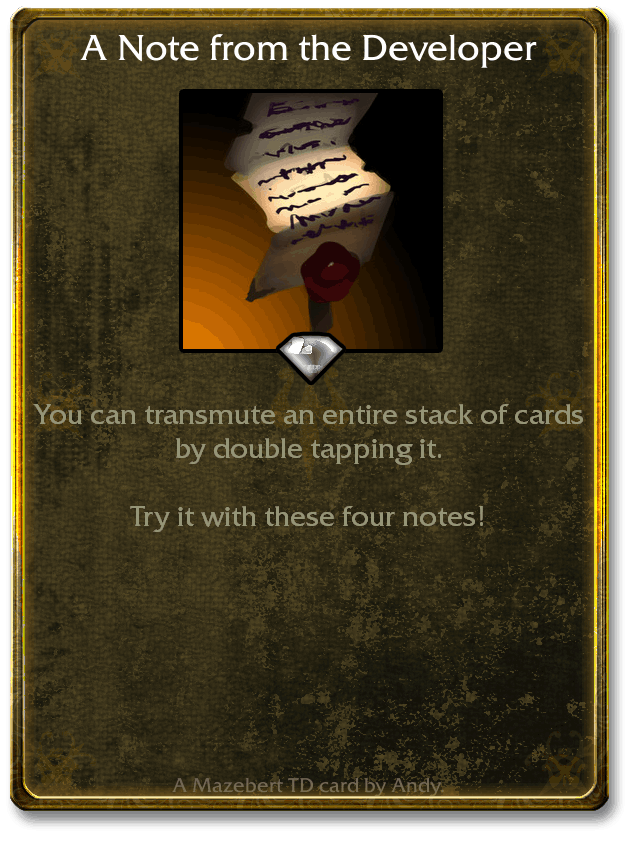 A Note from the Developer
You can transmute an entire stack of cards
by double tapping it.
Try it with these four notes!
A Mazebert TD card by Andy.